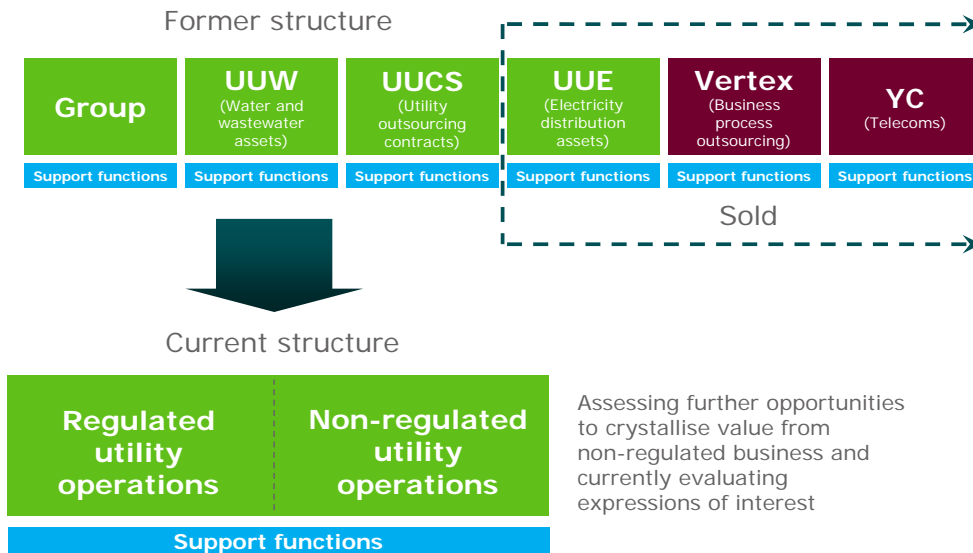 Former structure
Group
UUW
(Water and
wastewater
assets)
UUCS
(Utility
outsourcing
contracts)
UUE
(Electricity
distribution
assets)
Vertex
(Business
process
outsourcing)
YC
(Telecoms)
Support functions
Support functions
Support functions
Support functions
Support functions
Support functions
Sold
Current structure
Regulated
utility
operations
Non-regulated
utility
operations
Assessing further opportunities
to crystallise value from
non-regulated business and
currently evaluating
expressions of interest
Support functions